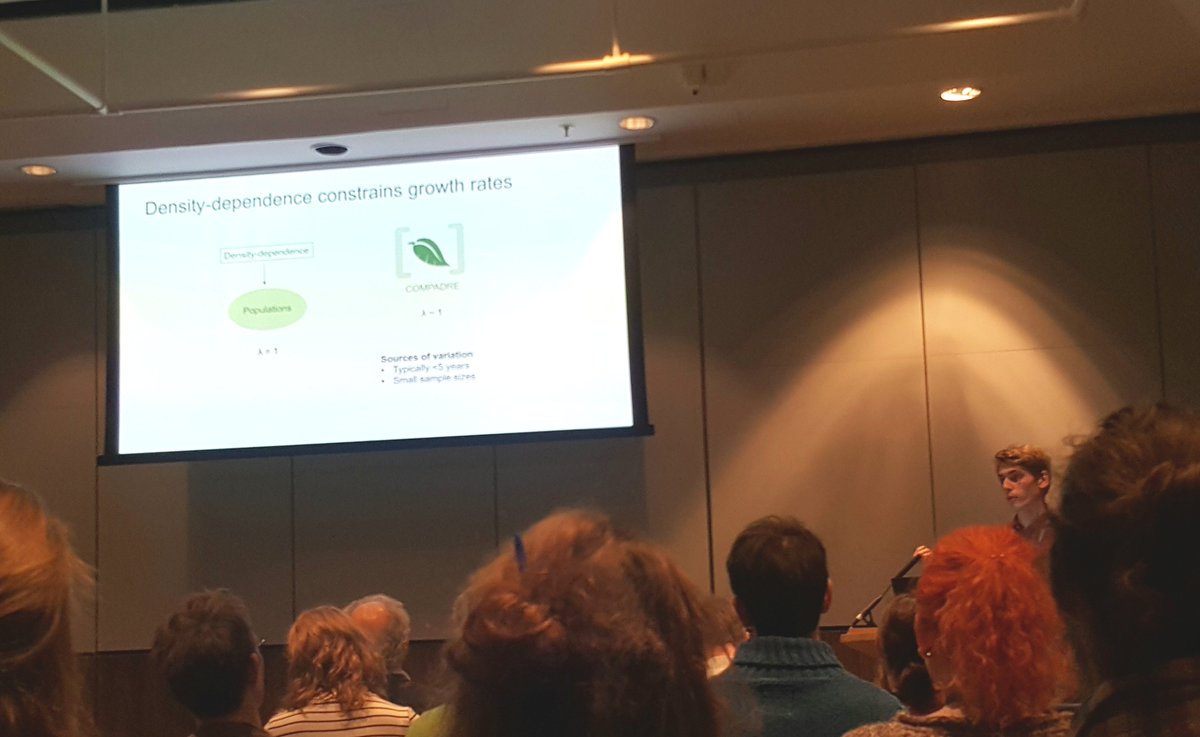 Density-dependence constrains growth rates
Density-dependence
Populations
λ = 1
COMPADRE
λ ~ 1
Sources of variation
• Typically <5 years
• Small sample sizes